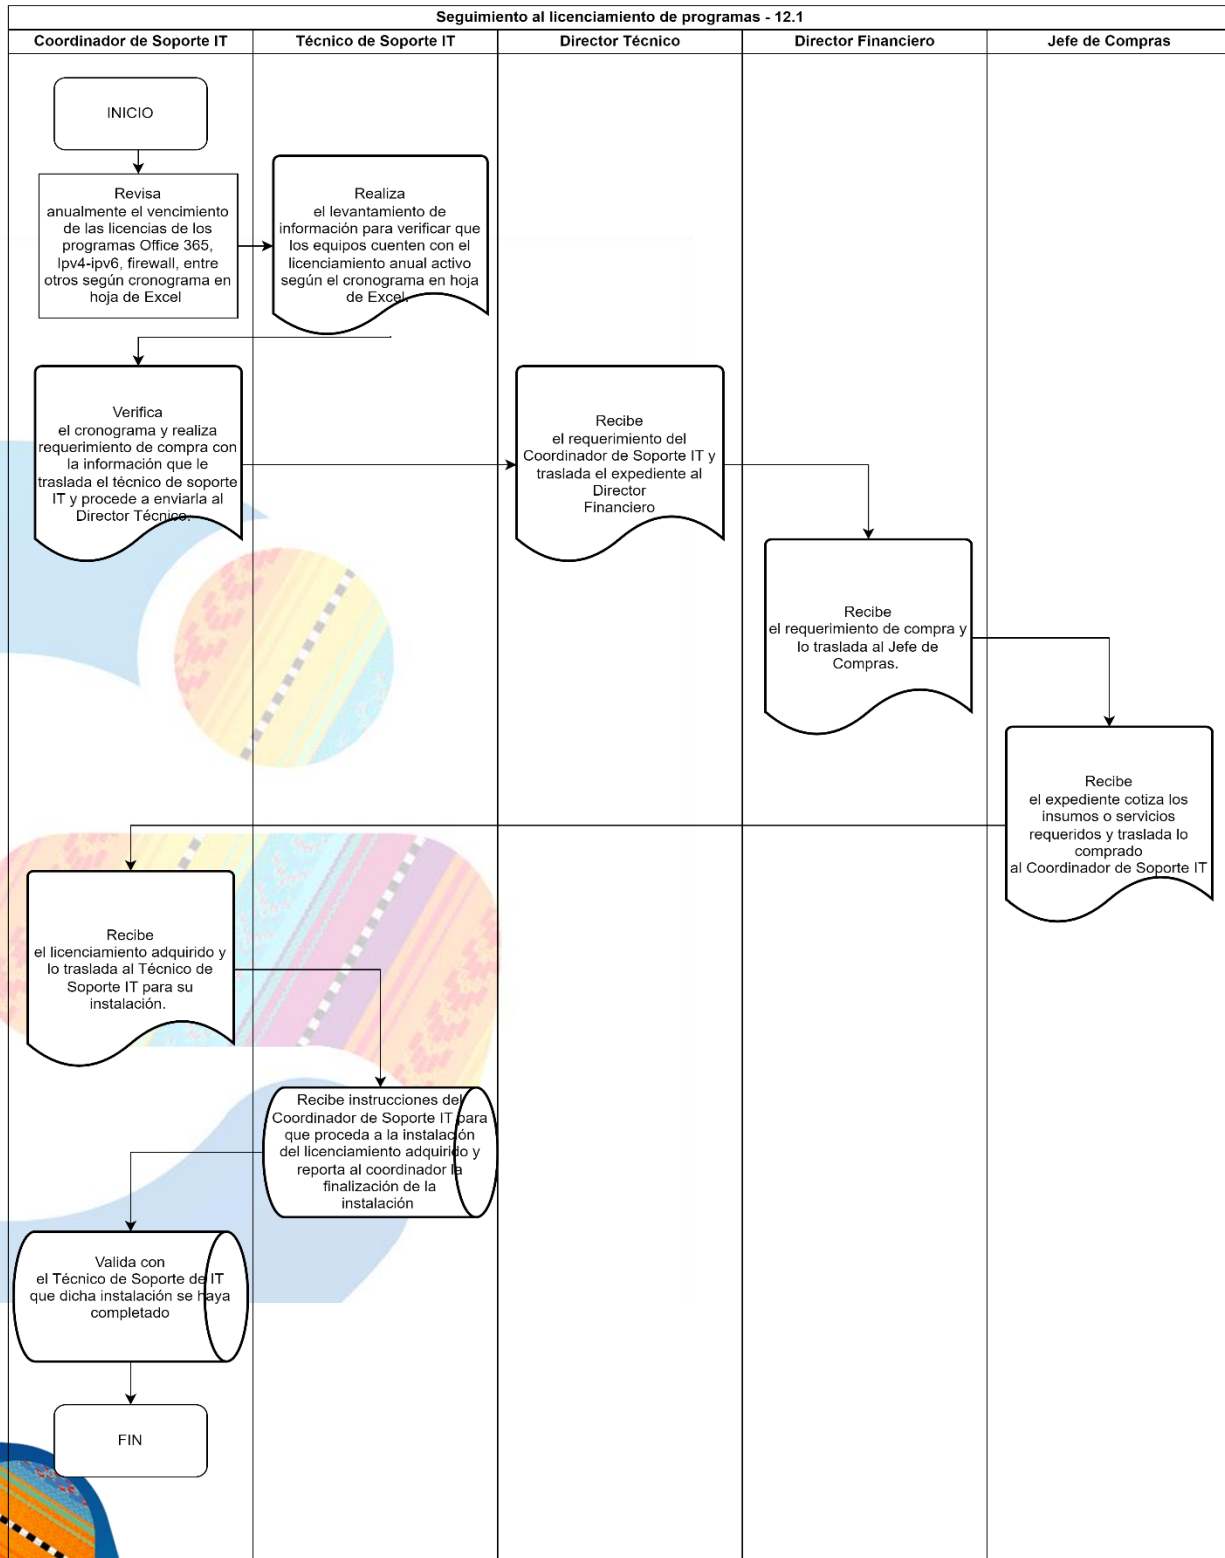 Seguimiento al licenciamiento de programas - 12.1
Coordinador de Soporte IT
Técnico de Soporte IT
Director Técnico
Director Financiero
Jefe de Compras
INICIO
Revisa
anualmente el vencimiento
de las licencias de los
programas Office 365,
Ipv4-ipv6, firewall, entre
otros según cronograma en
hoja de Excel
Realiza
el levantamiento de
información para verificar que
los equipos cuenten con el
licenciamiento anual activo
según el cronograma en hoja
de Excel.
Verifica
el cronograma y realiza
requerimiento de compra con
la información que le
traslada el técnico de soporte
IT y procede a enviarla al
Director Técnico.
Recibe
el requerimiento del
Coordinador de Soporte IT y
traslada el expediente al
Director
Financiero
Recibe
el requerimiento de compra y
lo traslada al Jefe de
Compras.
Recibe
el expediente cotiza los
insumos o servicios
requeridos y traslada lo
comprado
al Coordinador de Soporte IT
Recibe
el licenciamiento adquirido y
lo traslada al Técnico de
Soporte IT para su
instalación.
Recibe instrucciones del
Coordinador de Soporte IT para
que proceda a la instalación
del licenciamiento adquirido y
reporta al coordinador la
finalización de la
instalación
Valida con
el Técnico de Soporte de IT
que dicha instalación se haya
completado
FIN